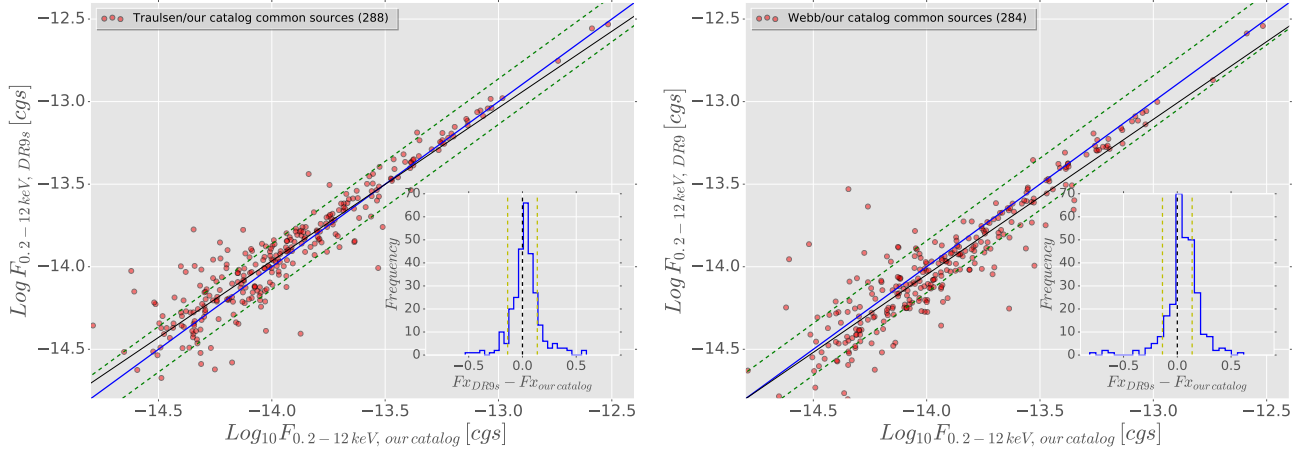 Traulsen/our catalog common sources (288)
Log F0.2−12 keV, DR9s [cgs]
−12.5
−13.0
−13.5
−14.0
−14.5
−14.5 −14.0 −13.5 −13.0 −12.5
Log10F0.2−12 keV, our catalog [cgs]
Frequency
70
60
50
40
30
20
10
0
−0.5 0.0 0.5
FxDR9s − Fxour catalog
Webb/our catalog common sources (284)
Log F0.2−12 keV, DR9 [cgs]
−12.5
−13.0
−13.5
−14.0
−14.5
−14.5 −14.0 −13.5 −13.0 −12.5
Log10F0.2−12 keV, our catalog [cgs]
Frequency
70
60
50
40
30
20
10
0
−0.5 0.0 0.5
FxDR9s − Fxour catalog